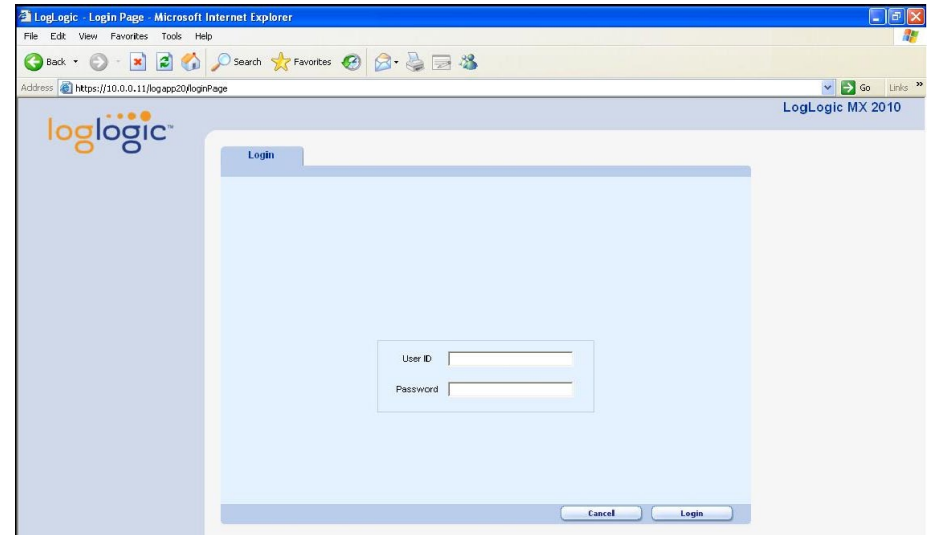 LogLogic - Login Page - Microsoft Internet Explorer
File Edit View Favorites Tools Help
Back Search Favorites
Address https://10.0.0.11/logapp20/loginPage Go Links »
LogLogic MX 2010
loglogic™
Login
User ID
Password
Cancel Login